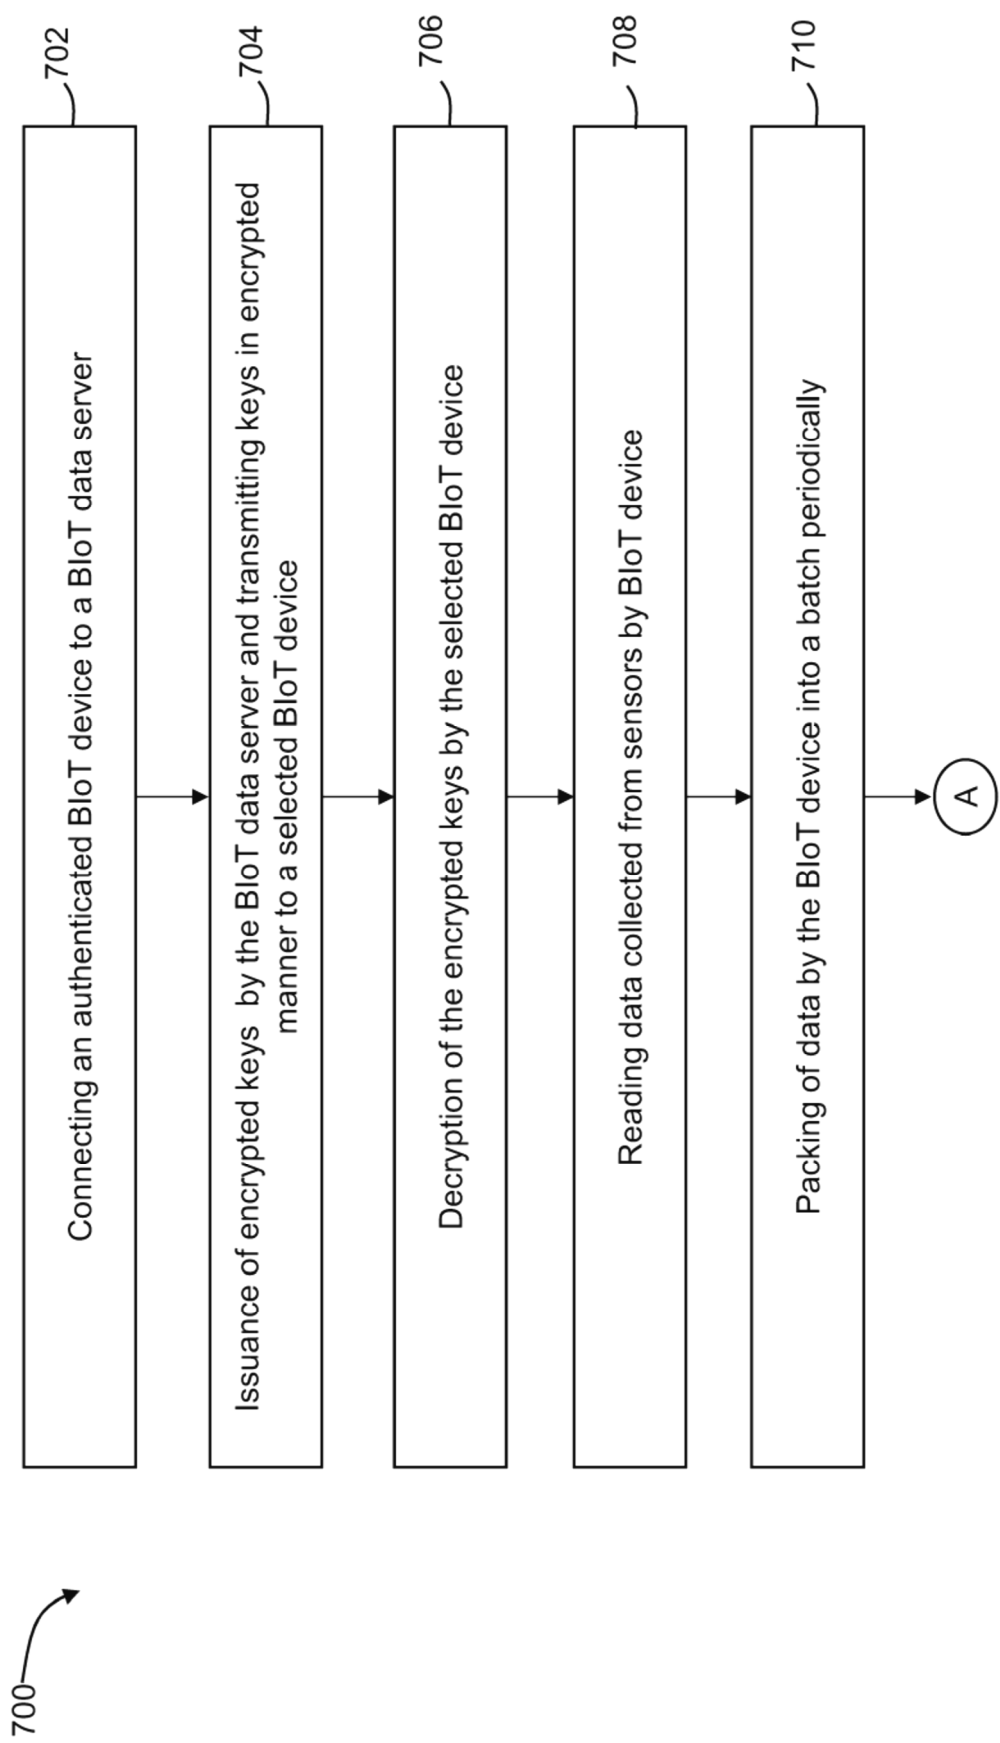 700
702
Connecting an authenticated BIoT device to a BIoT data server
704
Issuance of encrypted keys by the BIoT data server and transmitting keys in encrypted
manner to a selected BIoT device
706
Decryption of the encrypted keys by the selected BIoT device
708
Reading data collected from sensors by BIoT device
710
Packing of data by the BIoT device into a batch periodically
A